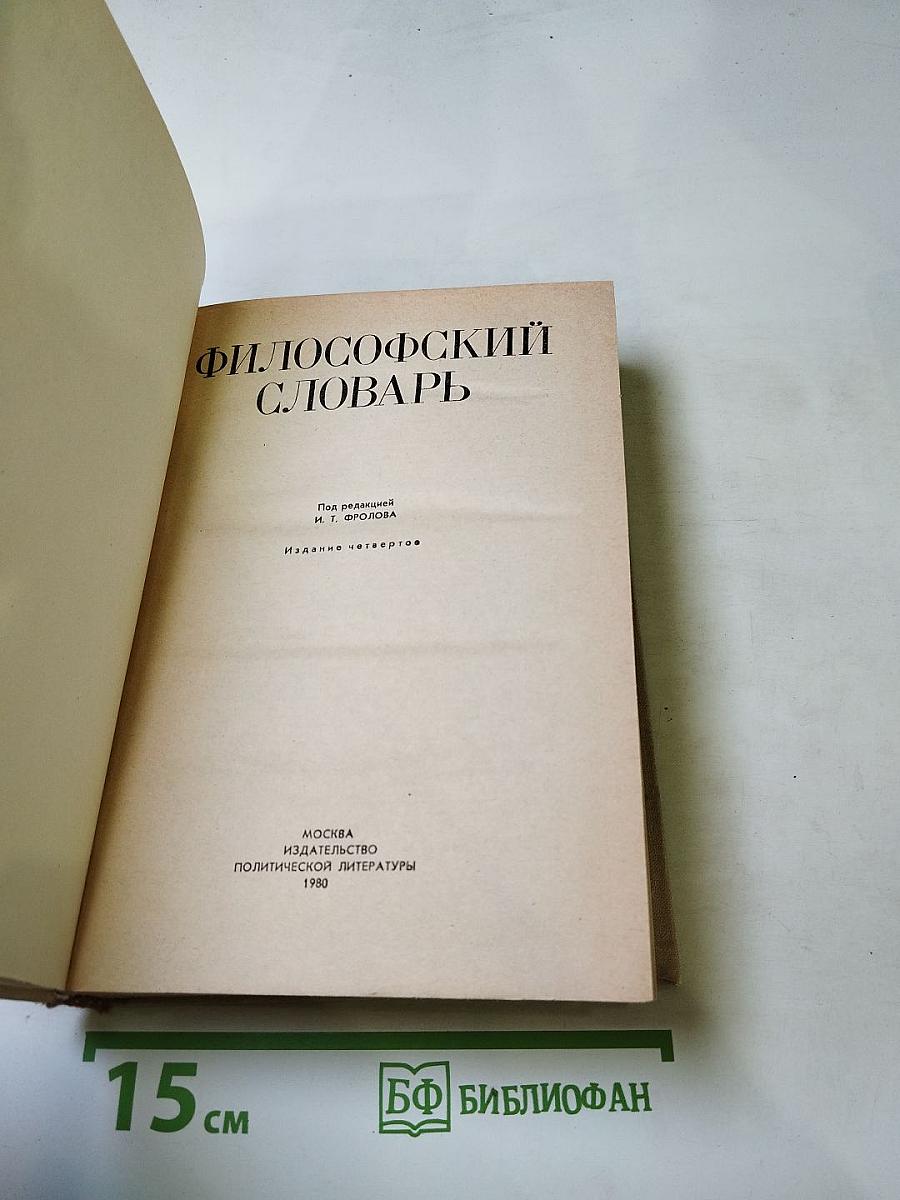 ФИЛОСОФСКИЙ
СЛОВАРЬ
Под редакцией
И. Т. ФРОЛОВА
Издание четвертое
МОСКВА
ИЗДАТЕЛЬСТВО
ПОЛИТИЧЕСКОЙ ЛИТЕРАТУРЫ
1980
15 см
БФ БИБЛИОФАН